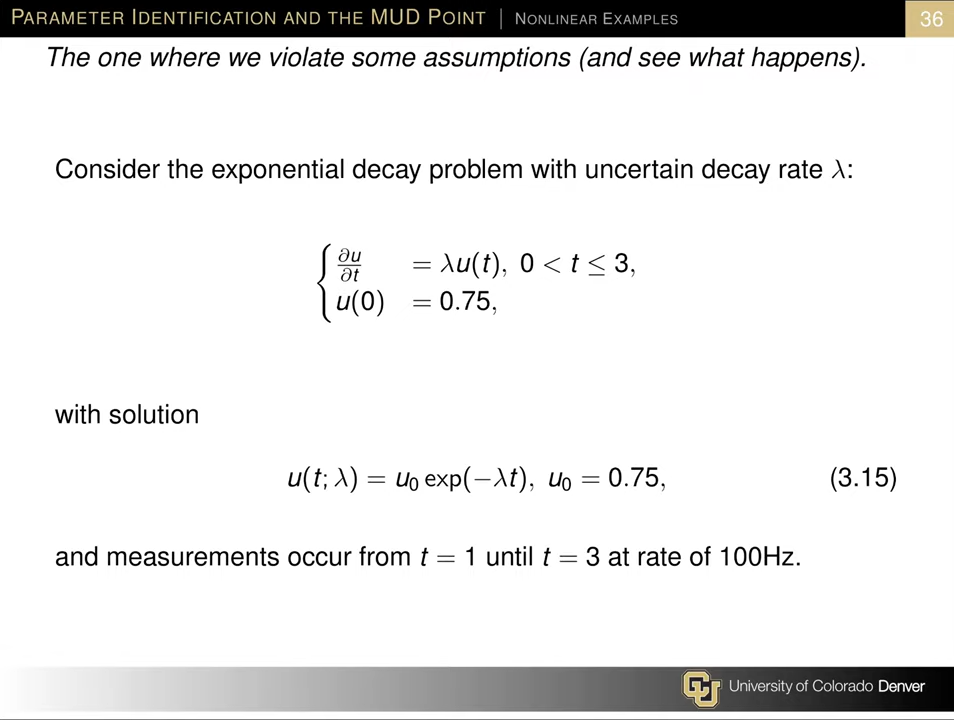 PARAMETER IDENTIFICATION AND THE MUD POINT | NONLINEAR EXAMPLES 36
The one where we violate some assumptions (and see what happens).
Consider the exponential decay problem with uncertain decay rate λ:
∂u/∂t = λu(t), 0 < t ≤ 3,
u(0) = 0.75,
with solution
u(t; λ) = u₀ exp(−λt), u₀ = 0.75, (3.15)
and measurements occur from t = 1 until t = 3 at rate of 100Hz.
University of Colorado Denver